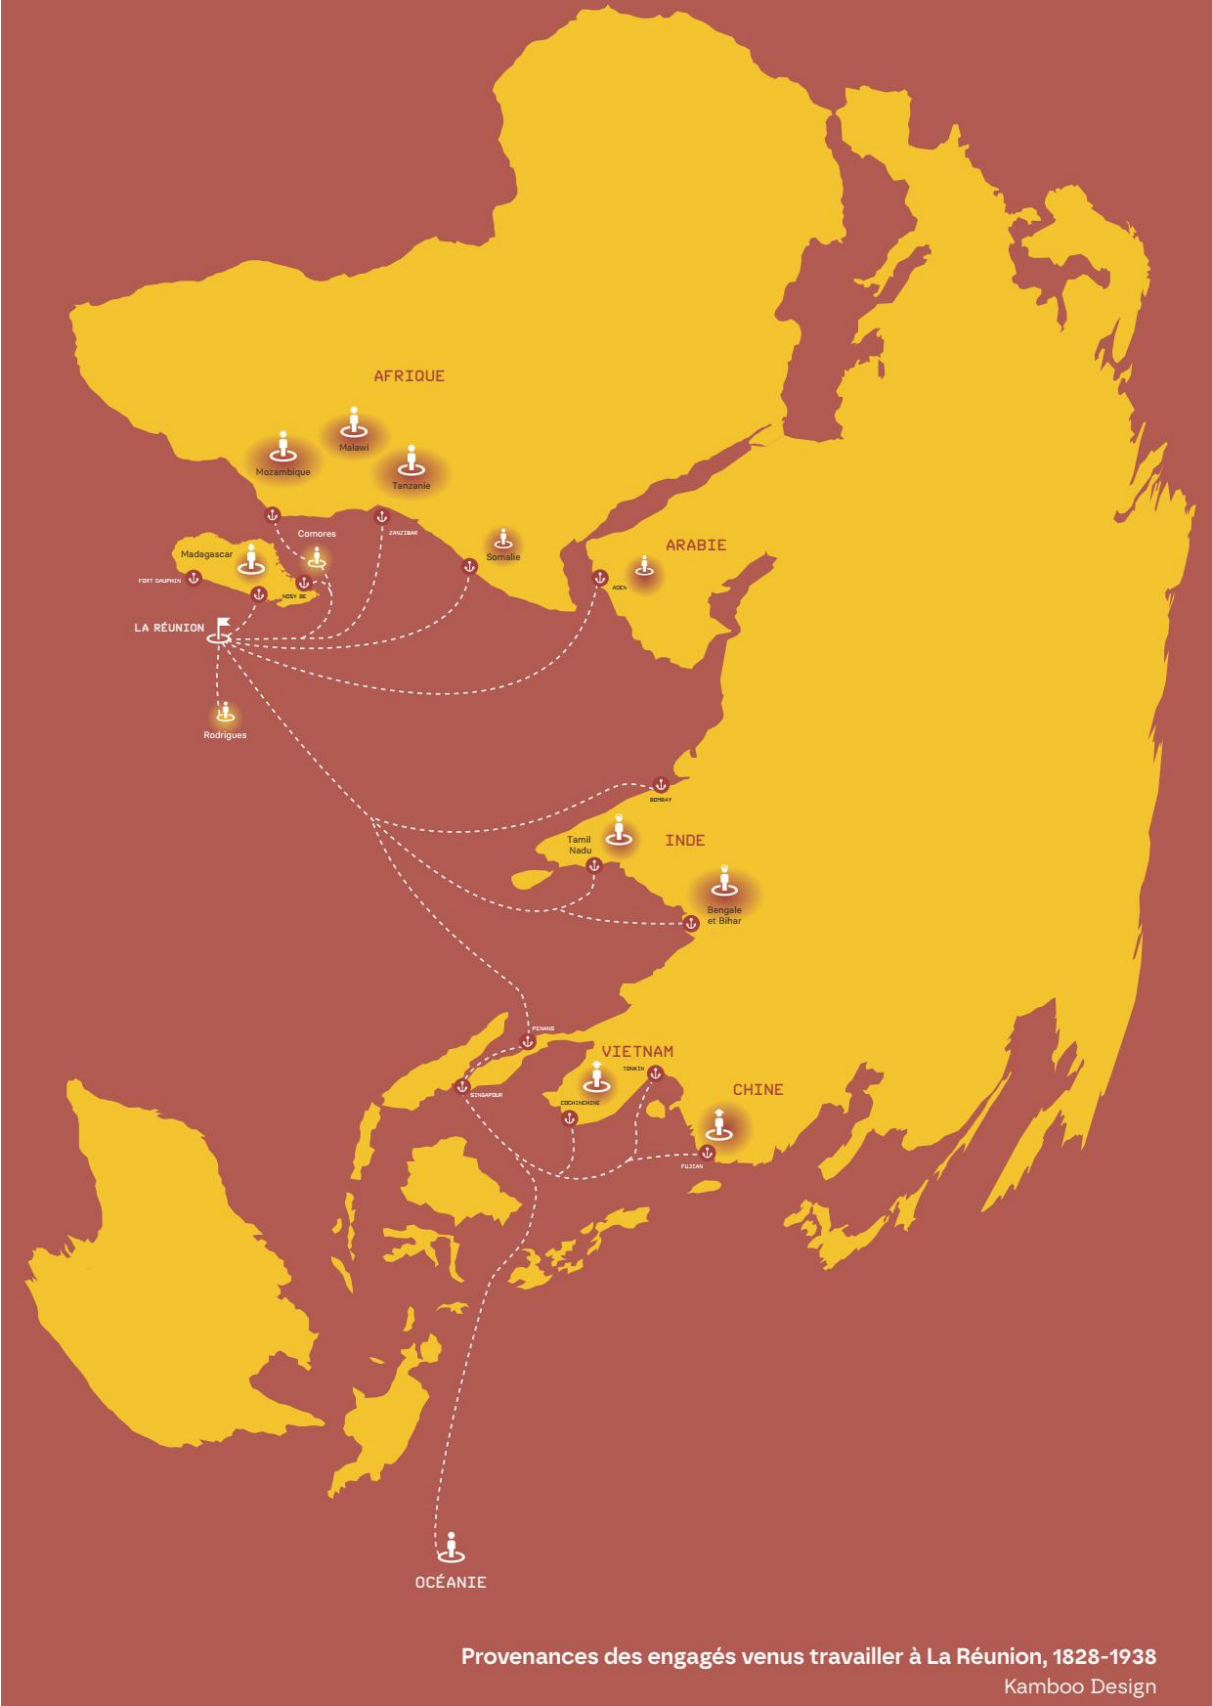 AFRIQUE
Malawi
Mozambique
Tanzanie
ZANZIBAR
Comores
Somalie
ARABIE
Madagascar
FORT DAUPHIN
NOSY BE
ADEN
LA RÉUNION
Rodrigues
BOMBAY
Tamil
Nadu
INDE
Bengale
et Bihar
PENANG
VIETNAM
TONKIN
SINGAPOUR
COCHINCHINE
CHINE
FUJIAN
OCÉANIE
Provenances des engagés venus travailler à La Réunion, 1828-1938
Kamboo Design